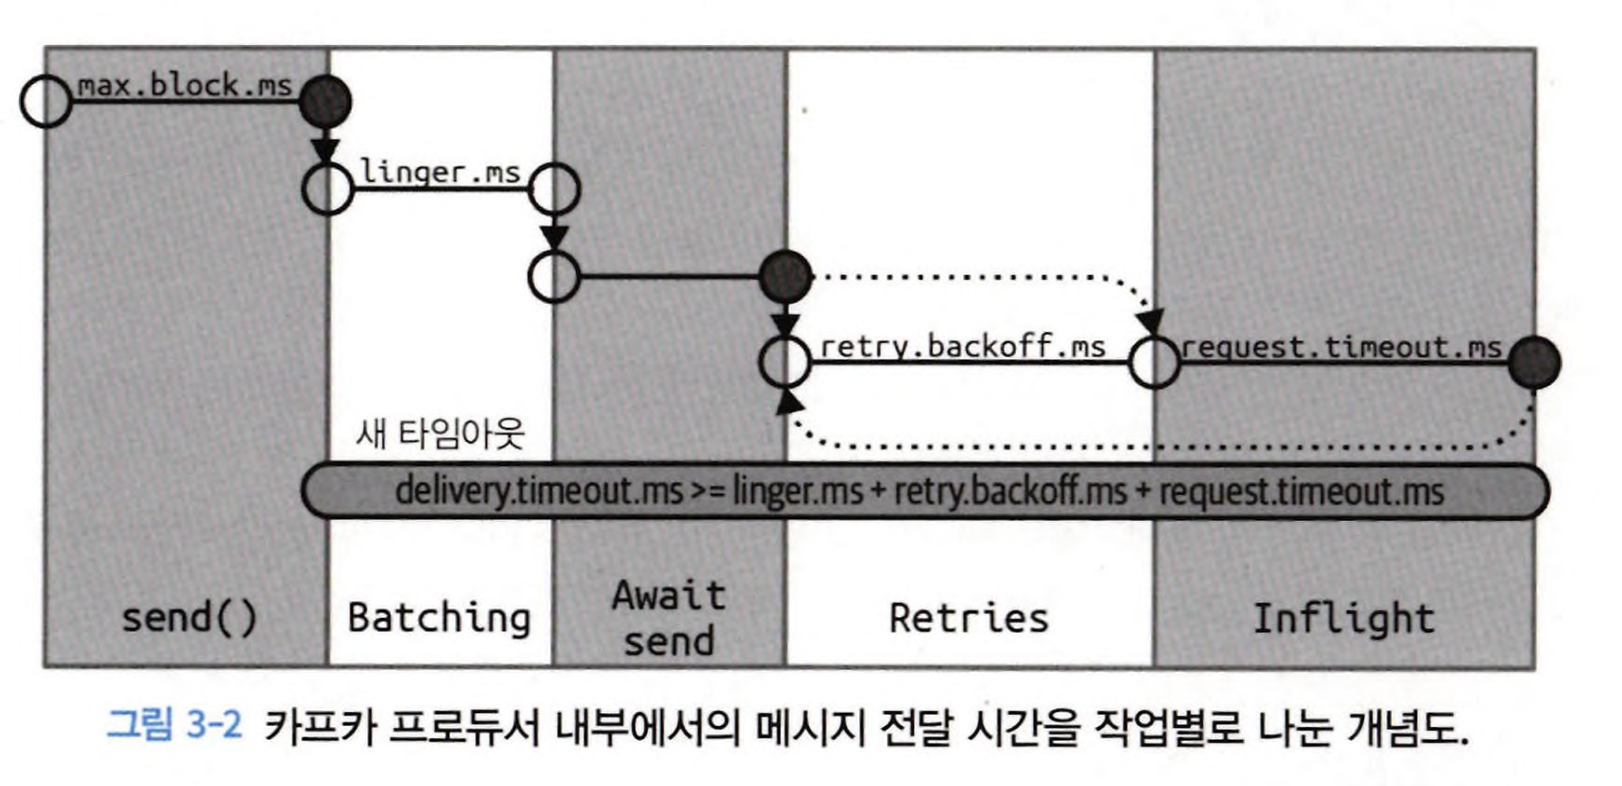 max.block.ms
linger.ms
retry.backoff.ms
request.timeout.ms
새 타임아웃
delivery.timeout.ms >= linger.ms + retry.backoff.ms + request.timeout.ms
send()
Batching
Await
send
Retries
Inflight
그림 3-2 카프카 프로듀서 내부에서의 메시지 전달 시간을 작업별로 나눈 개념도.